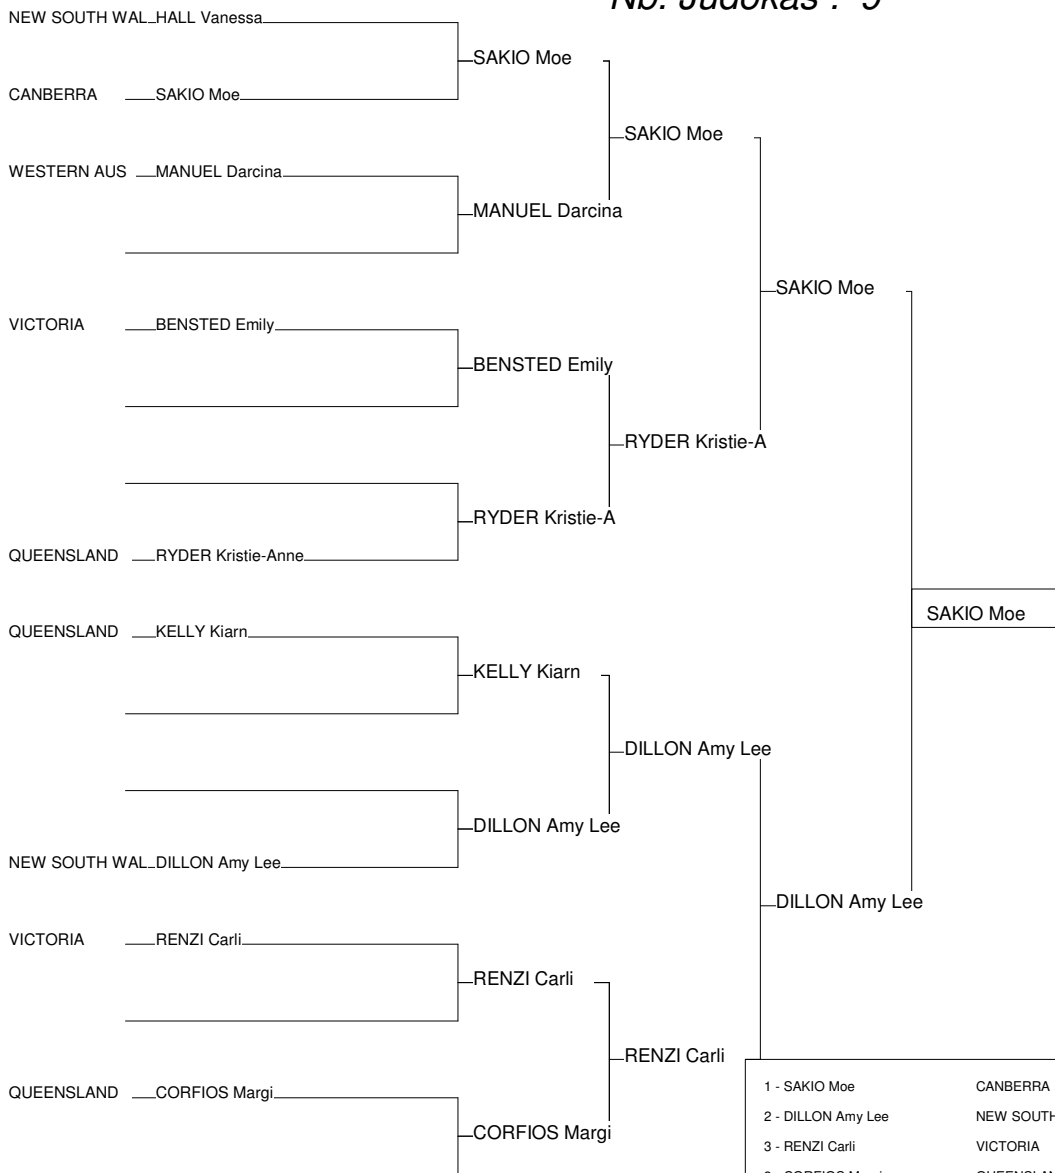 Nb. Judokas : 9
NEW SOUTH WAL HALL Vanessa
SAKIO Moe
CANBERRA SAKIO Moe
SAKIO Moe
WESTERN AUS MANUEL Darcina
MANUEL Darcina
SAKIO Moe
VICTORIA BENSTED Emily
BENSTED Emily
RYDER Kristie-A
RYDER Kristie-A
QUEENSLAND RYDER Kristie-Anne
SAKIO Moe
QUEENSLAND KELLY Kiarn
KELLY Kiarn
DILLON Amy Lee
DILLON Amy Lee
NEW SOUTH WAL DILLON Amy Lee
DILLON Amy Lee
VICTORIA RENZI Carli
RENZI Carli
RENZI Carli
QUEENSLAND CORFIOS Margi
CORFIOS Margi
1 - SAKIO Moe CANBERRA
2 - DILLON Amy Lee NEW SOUTH
3 - RENZI Carli VICTORIA